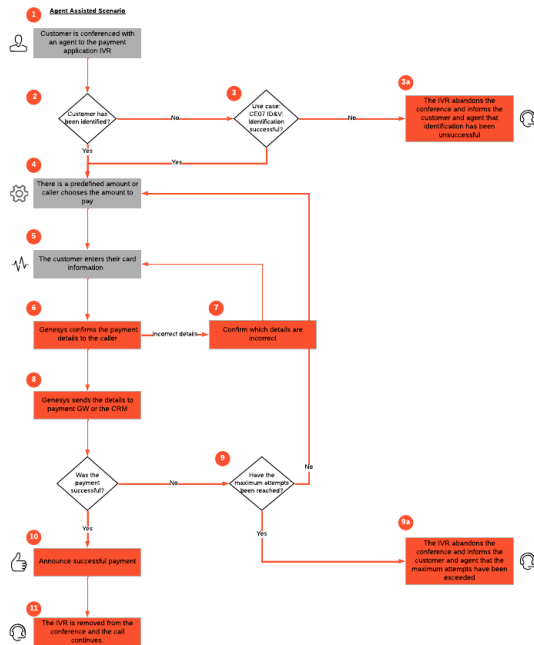 Agent Assisted Scenario
1
Customer is conferenced with
an agent to the payment
application IVR
2
Customer has
been identified?
No
3
Use case:
CE07 ID&V:
Identification
successful?
No
3a
The IVR abandons the
conference and informs the
customer and agent that
identification has been
unsuccessful
Yes
Yes
4
There is a predefined amount or
caller chooses the amount to
pay
5
The customer enters their card
information
6
Genesys confirms the payment
details to the caller
Incorrect details
7
Confirm which details are
incorrect
8
Genesys sends the details to
payment GW or the CRM
Was the
payment
successful?
No
9
Have the
maximum attempts
been reached?
No
Yes
Yes
9a
The IVR abandons the
conference and informs the
customer and agent that the
maximum attempts have been
exceeded
10
Announce successful payment
11
The IVR is removed from the
conference and the call
continues.